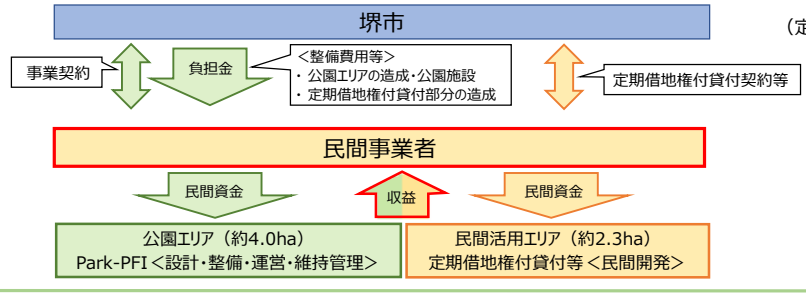 堺市
（定
事業契約
負担金
＜整備費用等＞
・ 公園エリアの造成・公園施設
・ 定期借地権付貸付部分の造成
定期借地権付貸付契約等
民間事業者
民間資金
収益
民間資金
公園エリア（約4.0ha）
Park-PFI＜設計・整備・運営・維持管理＞
民間活用エリア（約2.3ha）
定期借地権付貸付等＜民間開発＞